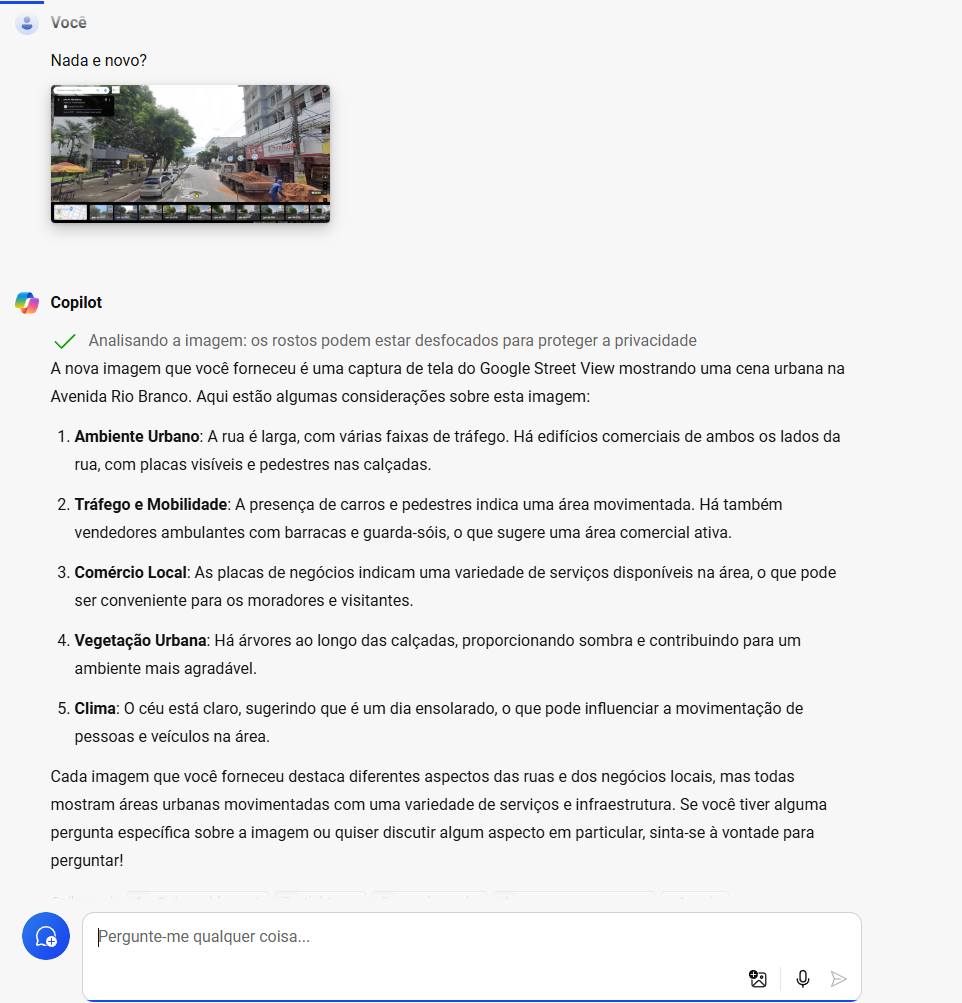 Você
Nada e novo?
Copilot
Analisando a imagem: os rostos podem estar desfocados para proteger a privacidade
A nova imagem que você forneceu é uma captura de tela do Google Street View mostrando uma cena urbana na
Avenida Rio Branco. Aqui estão algumas considerações sobre esta imagem:
1. Ambiente Urbano: A rua é larga, com várias faixas de tráfego. Há edifícios comerciais de ambos os lados da
rua, com placas visíveis e pedestres nas calçadas.
2. Tráfego e Mobilidade: A presença de carros e pedestres indica uma área movimentada. Há também
vendedores ambulantes com barracas e guarda-sóis, o que sugere uma área comercial ativa.
3. Comércio Local: As placas de negócios indicam uma variedade de serviços disponíveis na área, o que pode
ser conveniente para os moradores e visitantes.
4. Vegetação Urbana: Há árvores ao longo das calçadas, proporcionando sombra e contribuindo para um
ambiente mais agradável.
5. Clima: O céu está claro, sugerindo que é um dia ensolarado, o que pode influenciar a movimentação de
pessoas e veículos na área.
Cada imagem que você forneceu destaca diferentes aspectos das ruas e dos negócios locais, mas todas
mostram áreas urbanas movimentadas com uma variedade de serviços e infraestrutura. Se você tiver alguma
pergunta específica sobre a imagem ou quiser discutir algum aspecto em particular, sinta-se à vontade para
perguntar!
Pergunte-me qualquer coisa...